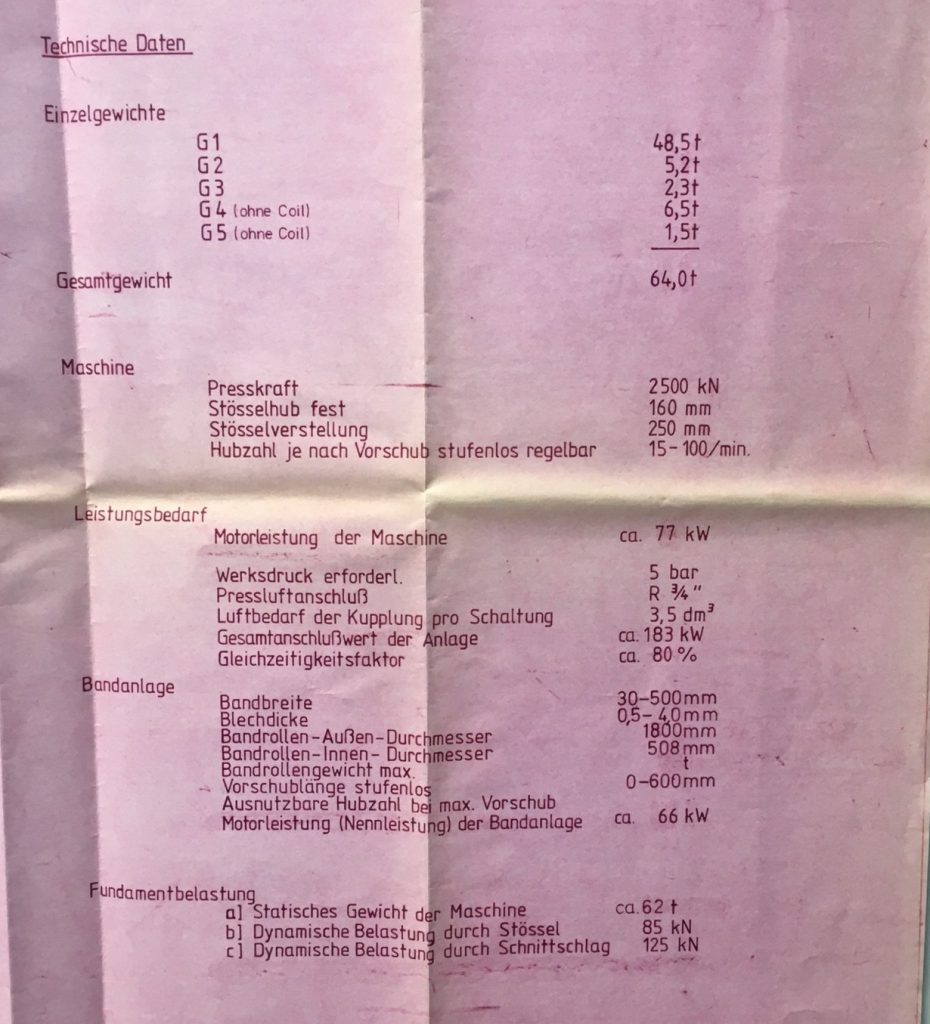 Technische Daten
Einzelgewichte
G1 48,5t
G2 5,2t
G3 2,3t
G4 (ohne Coil) 6,5t
G5 (ohne Coil) 1,5t
Gesamtgewicht 64,0t
Maschine
Presskraft 2500 kN
Stösselhub fest 160 mm
Stösselverstellung 250 mm
Hubzahl je nach Vorschub stufenlos regelbar 15-100/min.
Leistungsbedarf
Motorleistung der Maschine ca. 77 kW
Werksdruck erforderl. 5 bar
Pressluftanschluß R ¾"
Luftbedarf der Kupplung pro Schaltung 3,5 dm³
Gesamtanschlußwert der Anlage ca. 183 kW
Gleichzeitigkeitsfaktor ca. 80%
Bandanlage
Bandbreite 30-500mm
Blechdicke 0,5-4,0mm
Bandrollen-Außen-Durchmesser 1800mm
Bandrollen-Innen-Durchmesser 508mm
Bandrollengewicht max. t
Vorschublänge stufenlos 0-600mm
Ausnutzbare Hubzahl bei max. Vorschub
Motorleistung (Nennleistung) der Bandanlage ca. 66 kW
Fundamentbelastung
a] Statisches Gewicht der Maschine ca.62 t
b] Dynamische Belastung durch Stössel 85 kN
c] Dynamische Belastung durch Schnittschlag 125 kN